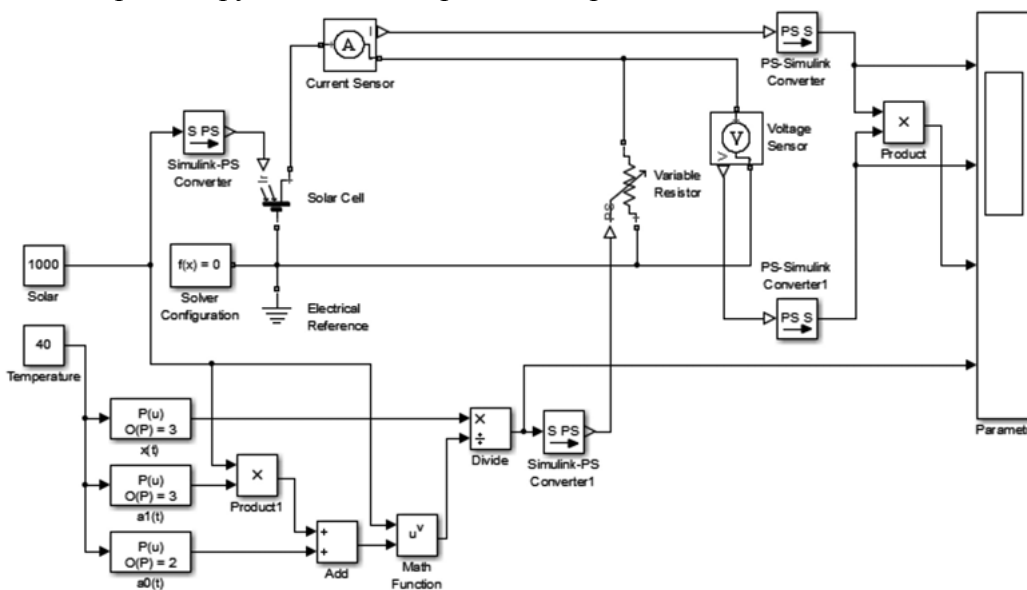 A
I
Current Sensor
PS S
PS-Simulink
Converter
S PS
Simulink-PS
Converter
Solar Cell
V
V
Voltage
Sensor
×
Product
PS
Variable
Resistor
1000
Solar
f(x) = 0
Solver
Configuration
Electrical
Reference
PS-Simulink
Converter1
PS S
40
Temperature
P(u)
O(P) = 3
x(t)
P(u)
O(P) = 3
a1(t)
P(u)
O(P) = 2
a0(t)
×
Product1
+
+
Add
u^v
Math
Function
×
÷
Divide
S PS
Simulink-PS
Converter1
Paramet